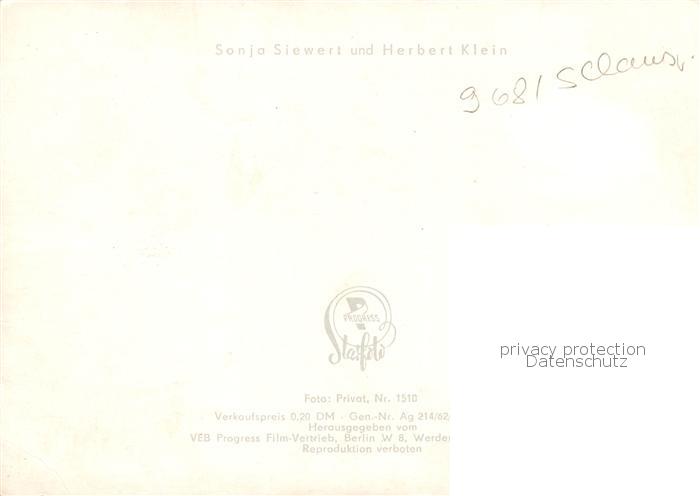 Sonja Siewert und Herbert Klein
9681 Schausp.
PROGRESS
Starfoto
privacy protection
Datenschutz
Foto: Privat, Nr. 1510
Verkaufspreis 0,20 DM · Gen.-Nr. Ag 214/62/
Herausgegeben vom
VEB Progress Film-Vertrieb, Berlin W 8, Werder
Reproduktion verboten